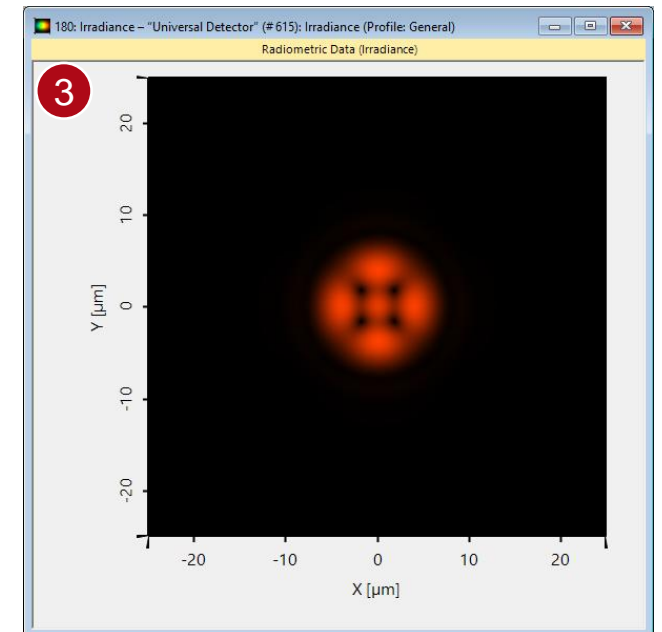 180: Irradiance – "Universal Detector" (#615): Irradiance (Profile: General)
Radiometric Data (Irradiance)
3
20
10
0
-10
-20
Y [µm]
-20 -10 0 10 20
X [µm]